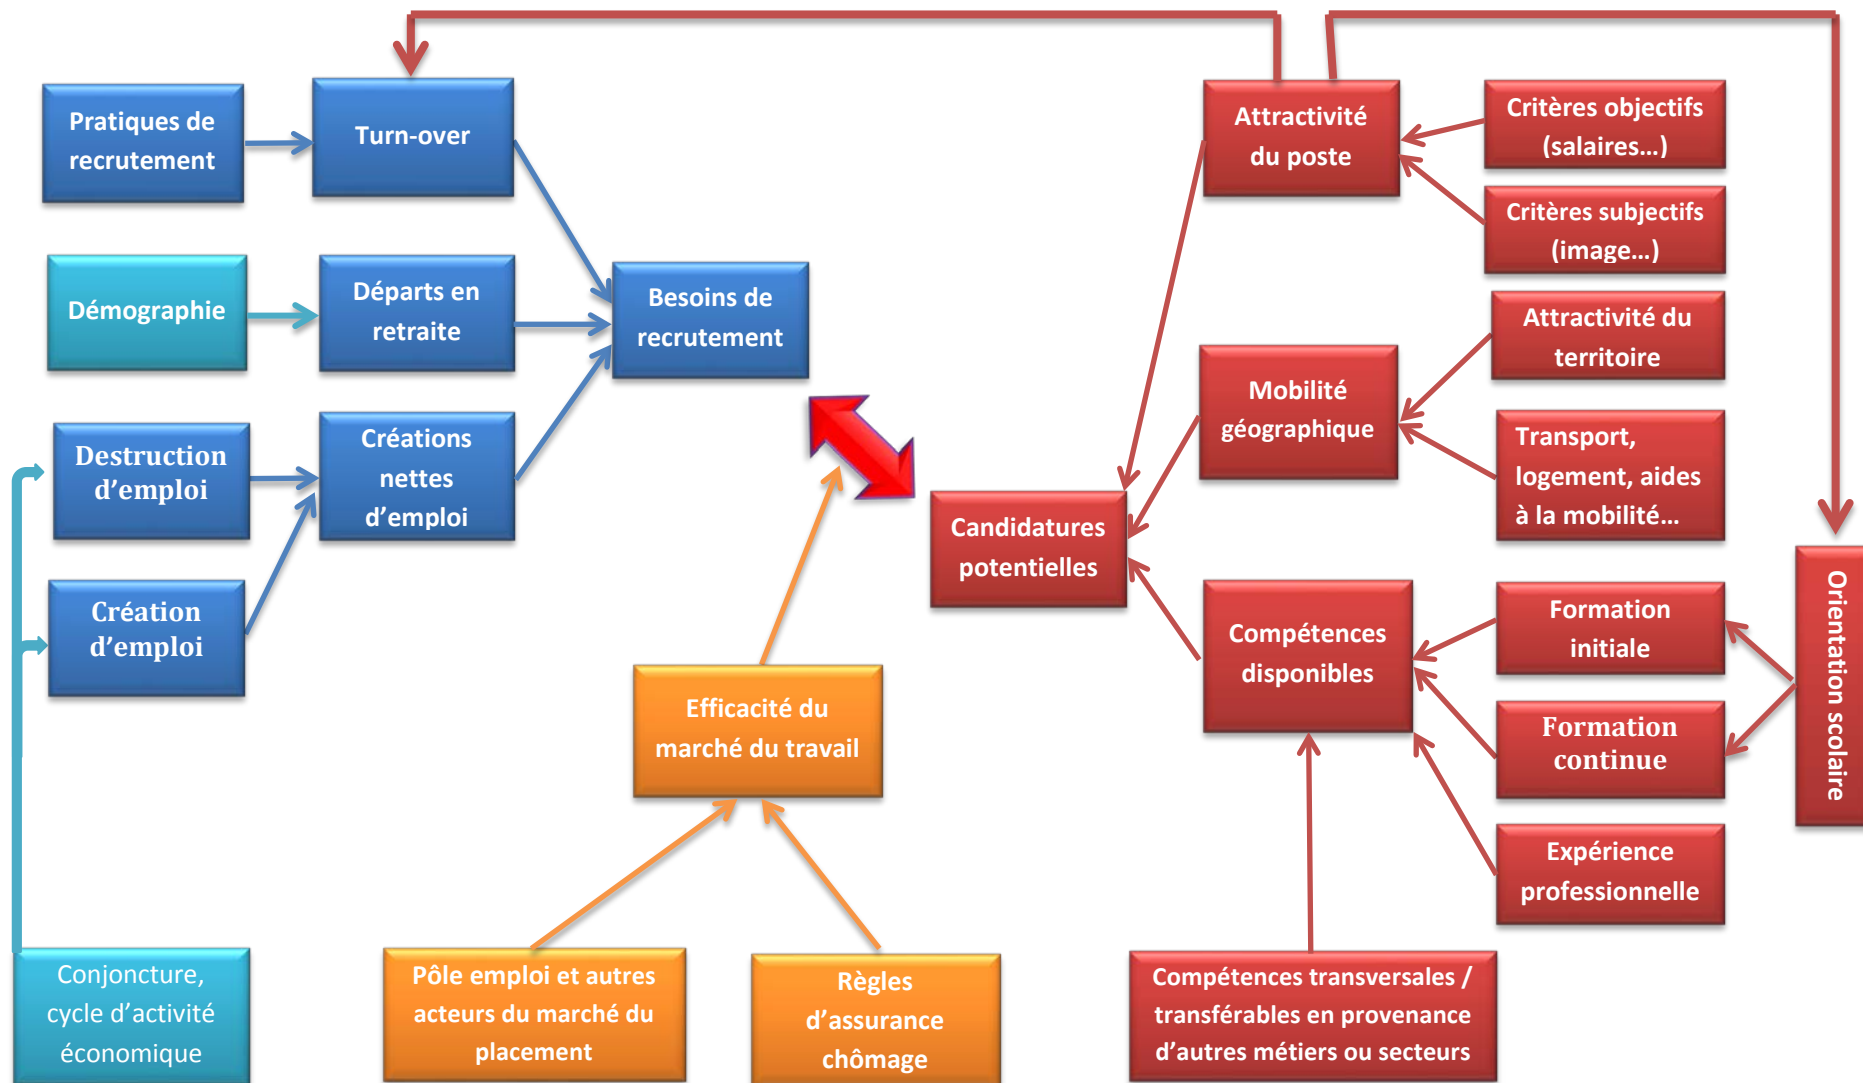 Pratiques de
recrutement
Turn-over
Attractivité
du poste
Critères objectifs
(salaires…)
Critères subjectifs
(image…)
Démographie
Départs en
retraite
Besoins de
recrutement
Attractivité du
territoire
Mobilité
géographique
Transport,
logement, aides
à la mobilité…
Destruction
d’emploi
Créations
nettes
d’emploi
Candidatures
potentielles
Création
d’emploi
Compétences
disponibles
Formation
initiale
Orientation scolaire
Efficacité du
marché du travail
Formation
continue
Expérience
professionnelle
Conjoncture,
cycle d’activité
économique
Pôle emploi et autres
acteurs du marché du
placement
Règles
d’assurance
chômage
Compétences transversales /
transférables en provenance
d’autres métiers ou secteurs